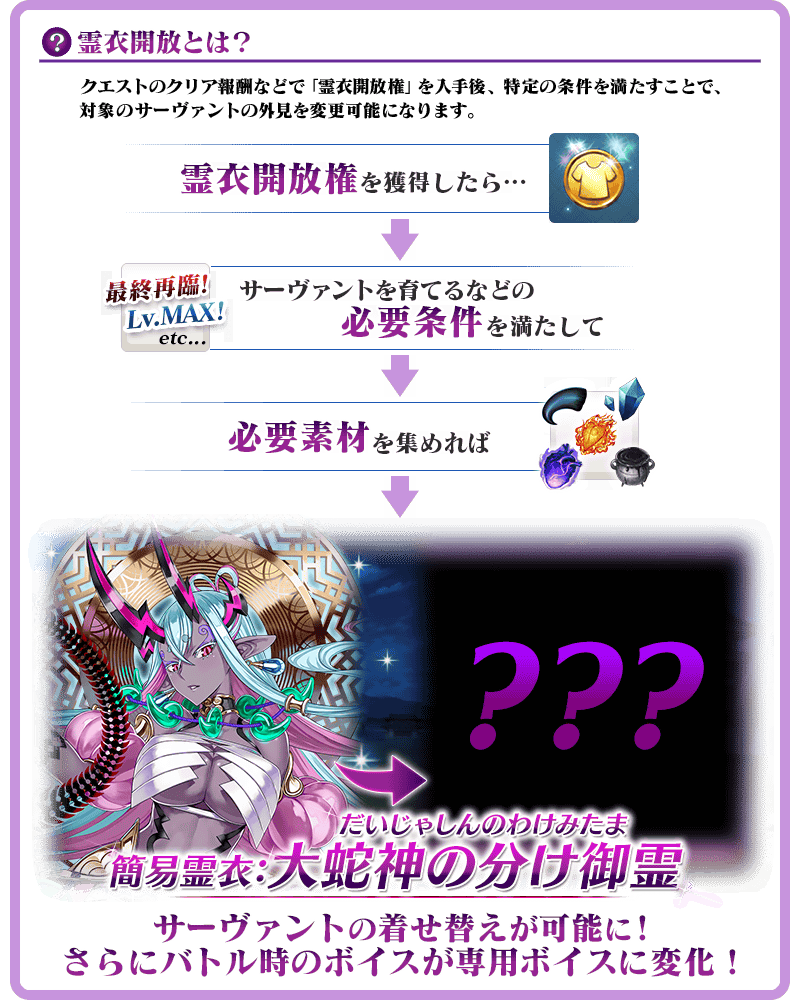 ? 霊衣開放とは？
クエストのクリア報酬などで「霊衣開放権」を入手後、特定の条件を満たすことで、
対象のサーヴァントの外見を変更可能になります。
霊衣開放権を獲得したら…
最終再臨!
Lv.MAX!
etc...
サーヴァントを育てるなどの
必要条件を満たして
必要素材を集めれば
???
だいじゃしんのわけみたま
簡易霊衣:大蛇神の分け御霊
サーヴァントの着せ替えが可能に!
さらにバトル時のボイスが専用ボイスに変化！